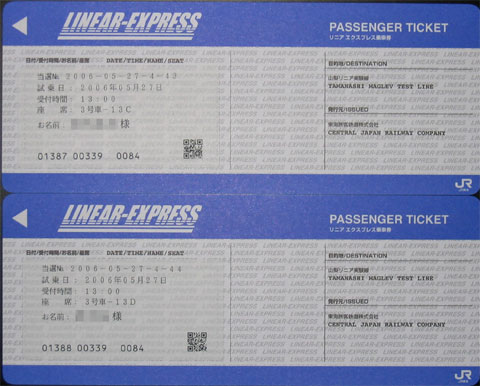 LINEAR-EXPRESS
PASSENGER TICKET
リニア エクスプレス乗車票
日付/受付時間/お名前/座席 DATE/TIME/NAME/SEAT
当選№ 2006-05-27-4-43
試乗日: 2006年05月27日
受付時間: 13:00
座 席: 3号車-13C
お名前: 様
01387 00339 0084
目的地/DESTINATION
山梨リニア実験線
YAMANASHI MAGLEV TEST LINE
発行元/ISSUED
東海旅客鉄道株式会社
CENTRAL JAPAN RAILWAY COMPANY
JR
LINEAR-EXPRESS
PASSENGER TICKET
リニア エクスプレス乗車票
日付/受付時間/お名前/座席 DATE/TIME/NAME/SEAT
当選№ 2006-05-27-4-44
試乗日: 2006年05月27日
受付時間: 13:00
座 席: 3号車-13D
お名前: 様
01388 00339 0084
目的地/DESTINATION
山梨リニア実験線
YAMANASHI MAGLEV TEST LINE
発行元/ISSUED
東海旅客鉄道株式会社
CENTRAL JAPAN RAILWAY COMPANY
JR